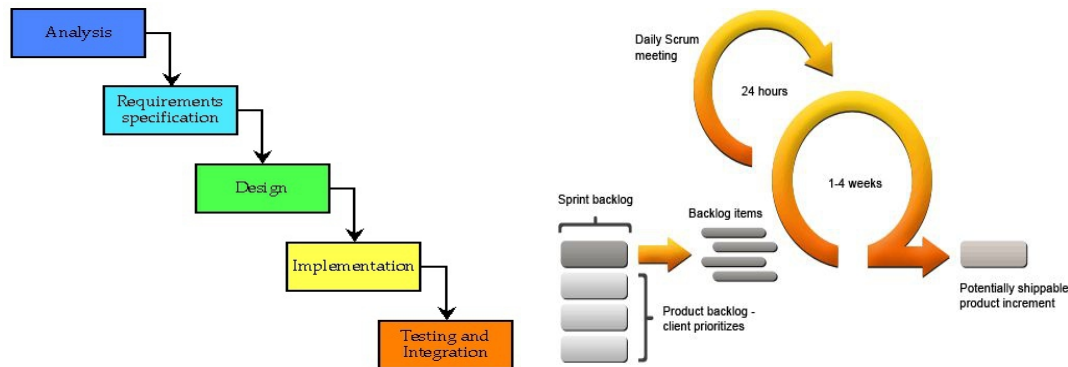 Analysis
Requirements
specification
Design
Implementation
Testing and
Integration
Daily Scrum
meeting
24 hours
1-4 weeks
Sprint backlog
Backlog items
Product backlog -
client prioritizes
Potentially shippable
product increment